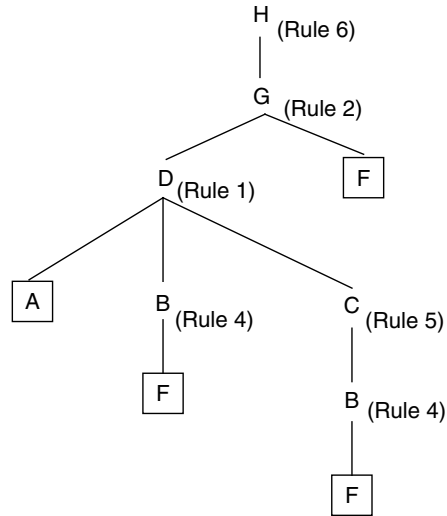 H (Rule 6)
G (Rule 2)
D (Rule 1)
F
A
B (Rule 4)
C (Rule 5)
F
B (Rule 4)
F